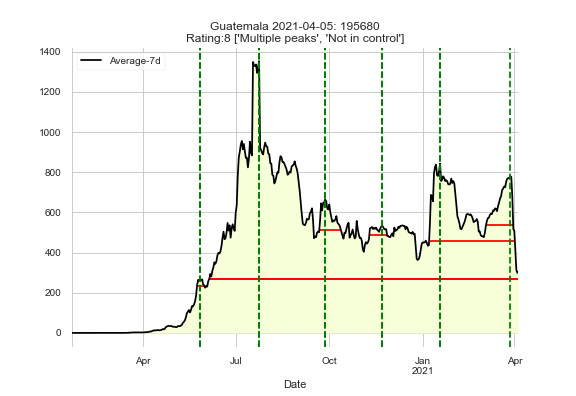 Guatemala 2021-04-05: 195680
Rating:8 ['Multiple peaks', 'Not in control']
Average-7d
1400
1200
1000
800
600
400
200
0
Apr
Jul
Oct
Jan
2021
Apr
Date